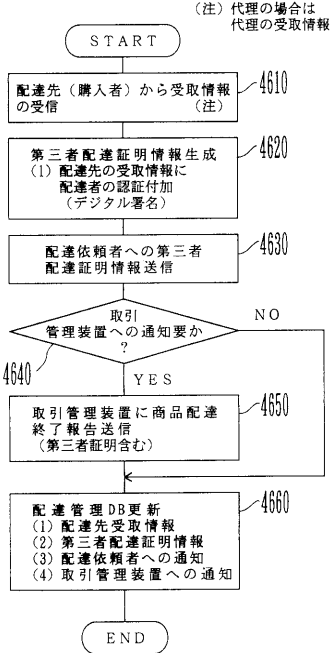 （注）代理の場合は
代理の受取情報
START
配達先（購入者）から受取情報
の受信　　　　　　（注）
4610
第三者配達証明情報生成
(1) 配達先の受取情報に
配達者の認証付加
（デジタル署名）
4620
配達依頼者への第三者
配達証明情報送信
4630
取引
管理装置への通知要か
?
NO
4640
YES
取引管理装置に商品配達
終了報告送信
（第三者証明含む）
4650
配達管理DB更新
(1) 配達先受取情報
(2) 第三者配達証明情報
(3) 配達依頼者への通知
(4) 取引管理装置への通知
4660
END